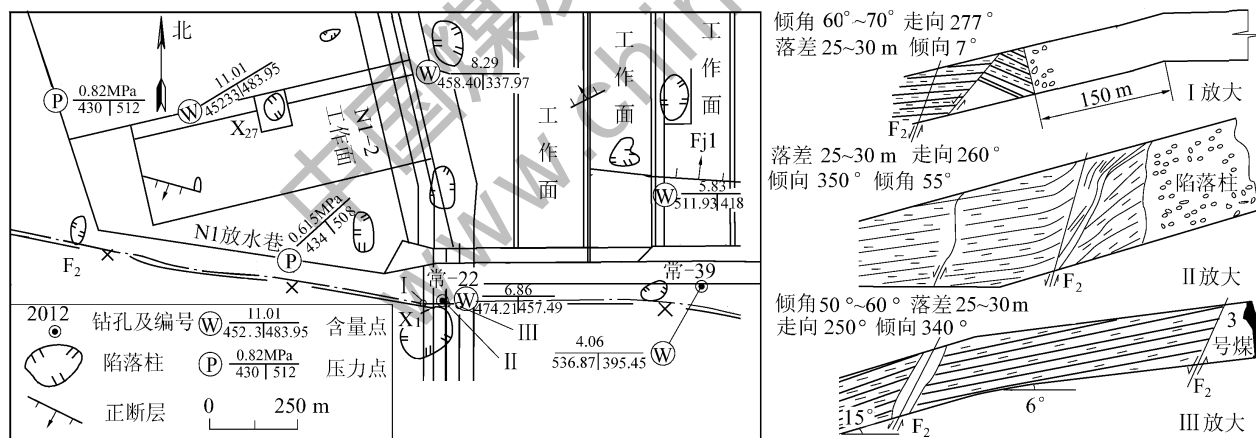 北
0.82MPa
430 512
P
W
11.01
45233 483.95
X27
N1-2
工作面
W
8.29
458.40 337.97
工作面
工作面
工作面
Fj1
W
5.83
511.93 418
N1放水巷
P
0.615MPa
434 508
F2
I
X1
常-22
W
6.86
474.21 457.49
III
II
常-39
4.06
536.87 395.45
W
2012
钻孔及编号
W
11.01
452.3 483.95
含量点
陷落柱
P
0.82MPa
430 512
压力点
正断层
0 250 m
倾角 60°~70° 走向 277°
落差 25~30 m 倾向 7°
F2
150 m
I 放大
落差 25~30 m 走向 260°
倾向 350° 倾角 55°
陷落柱
F2
II 放大
倾角 50°~60° 落差 25~30 m
走向 250° 倾向 340°
3
号煤
F2
15°
F2
6°
III 放大
中国煤
www.chin